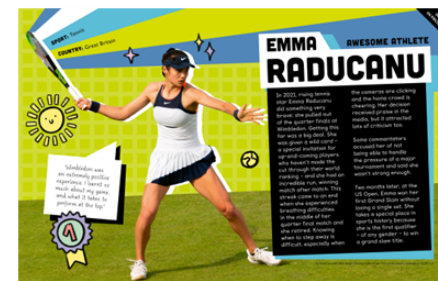 SPORT: Tennis
COUNTRY: Great Britain
EMMA
AWESOME ATHLETE
RADUCANU
In 2021, rising tennis
star Emma Raducanu
did something very
brave: she pulled out
of the quarter finals at
Wimbledon. Getting this
far was a big deal. She
was given a wild card –
a special invitation for
up-and-coming players
who haven't made the
cut through their world
ranking – and she had an
incredible run, winning
match after match. This
streak came to an end
when she experienced
breathing difficulties
in the middle of her
quarter final match and
she retired. Knowing
when to step away is
difficult, especially when
the cameras are clicking
and the home crowd is
cheering. Her decision
received praise in the
media, but it attracted
lots of criticism too.
Some commentators
accused her of not
being able to handle
the pressure of a major
tournament and said she
wasn't strong enough.
Two months later, at the
US Open, Emma won her
first Grand Slam without
losing a single set. She
takes a special place in
sports history because
she is the first qualifier
– of any gender – to win
a grand slam title.
"Wimbledon was
an extremely positive
experience. I learnt so
much about my game
and what it takes to
perform at the top."
1